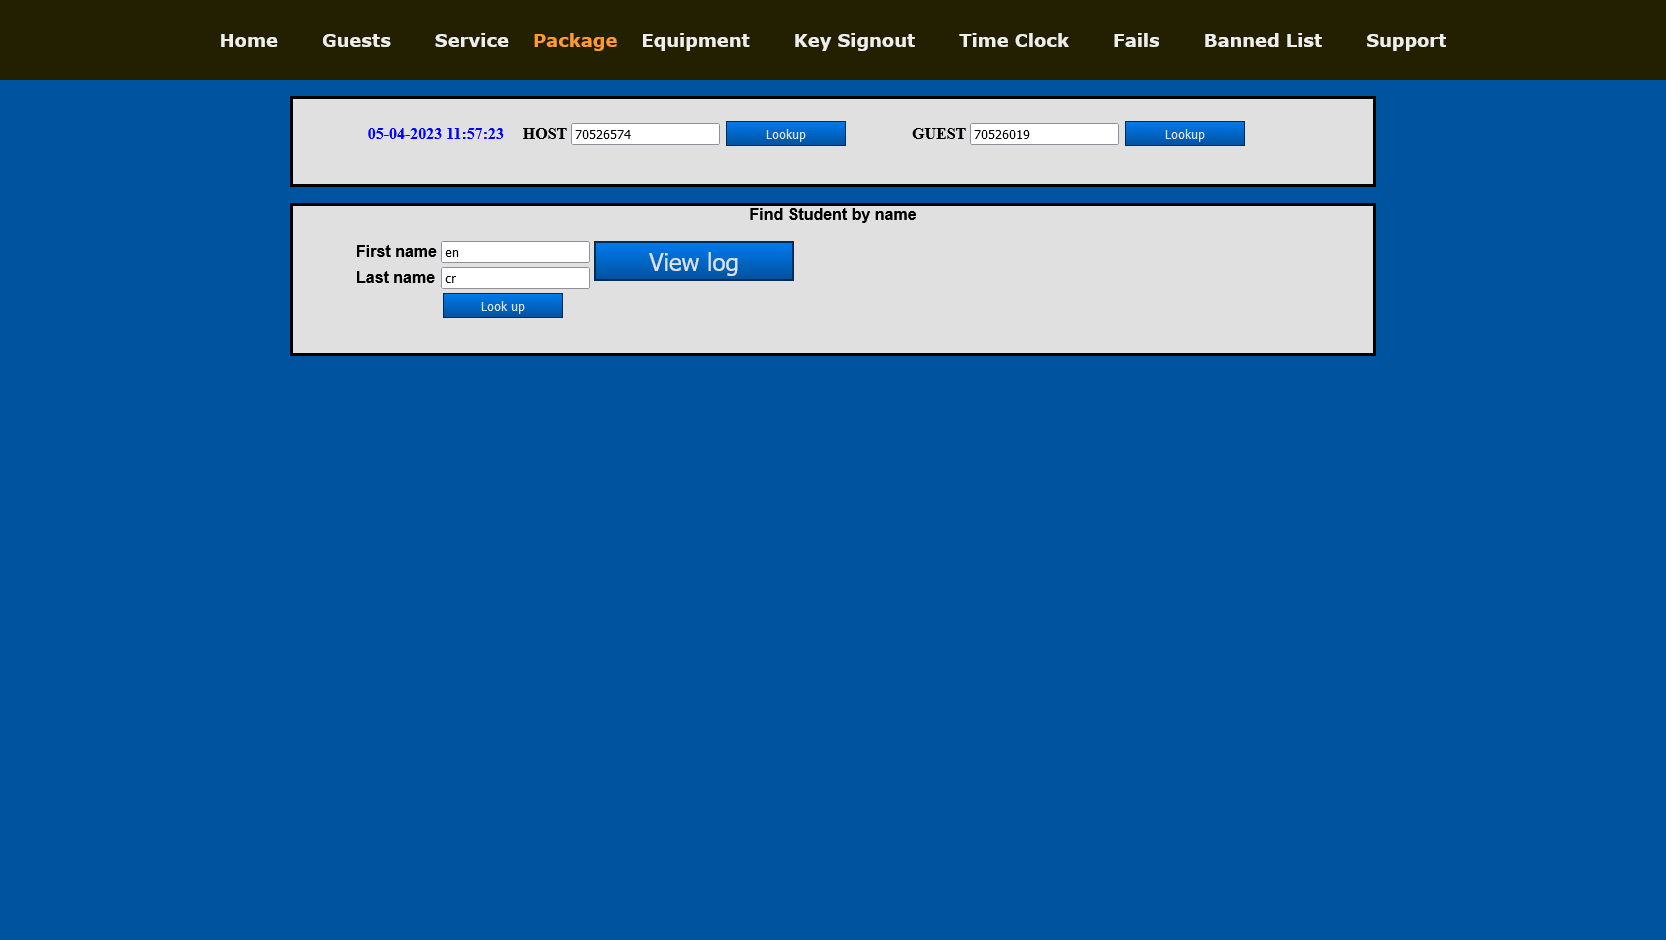 Home Guests Service Package Equipment Key Signout Time Clock Fails Banned List Support
05-04-2023 11:57:23 HOST 70526574 Lookup GUEST 70526019 Lookup
Find Student by name
First name en View log
Last name cr
Look up